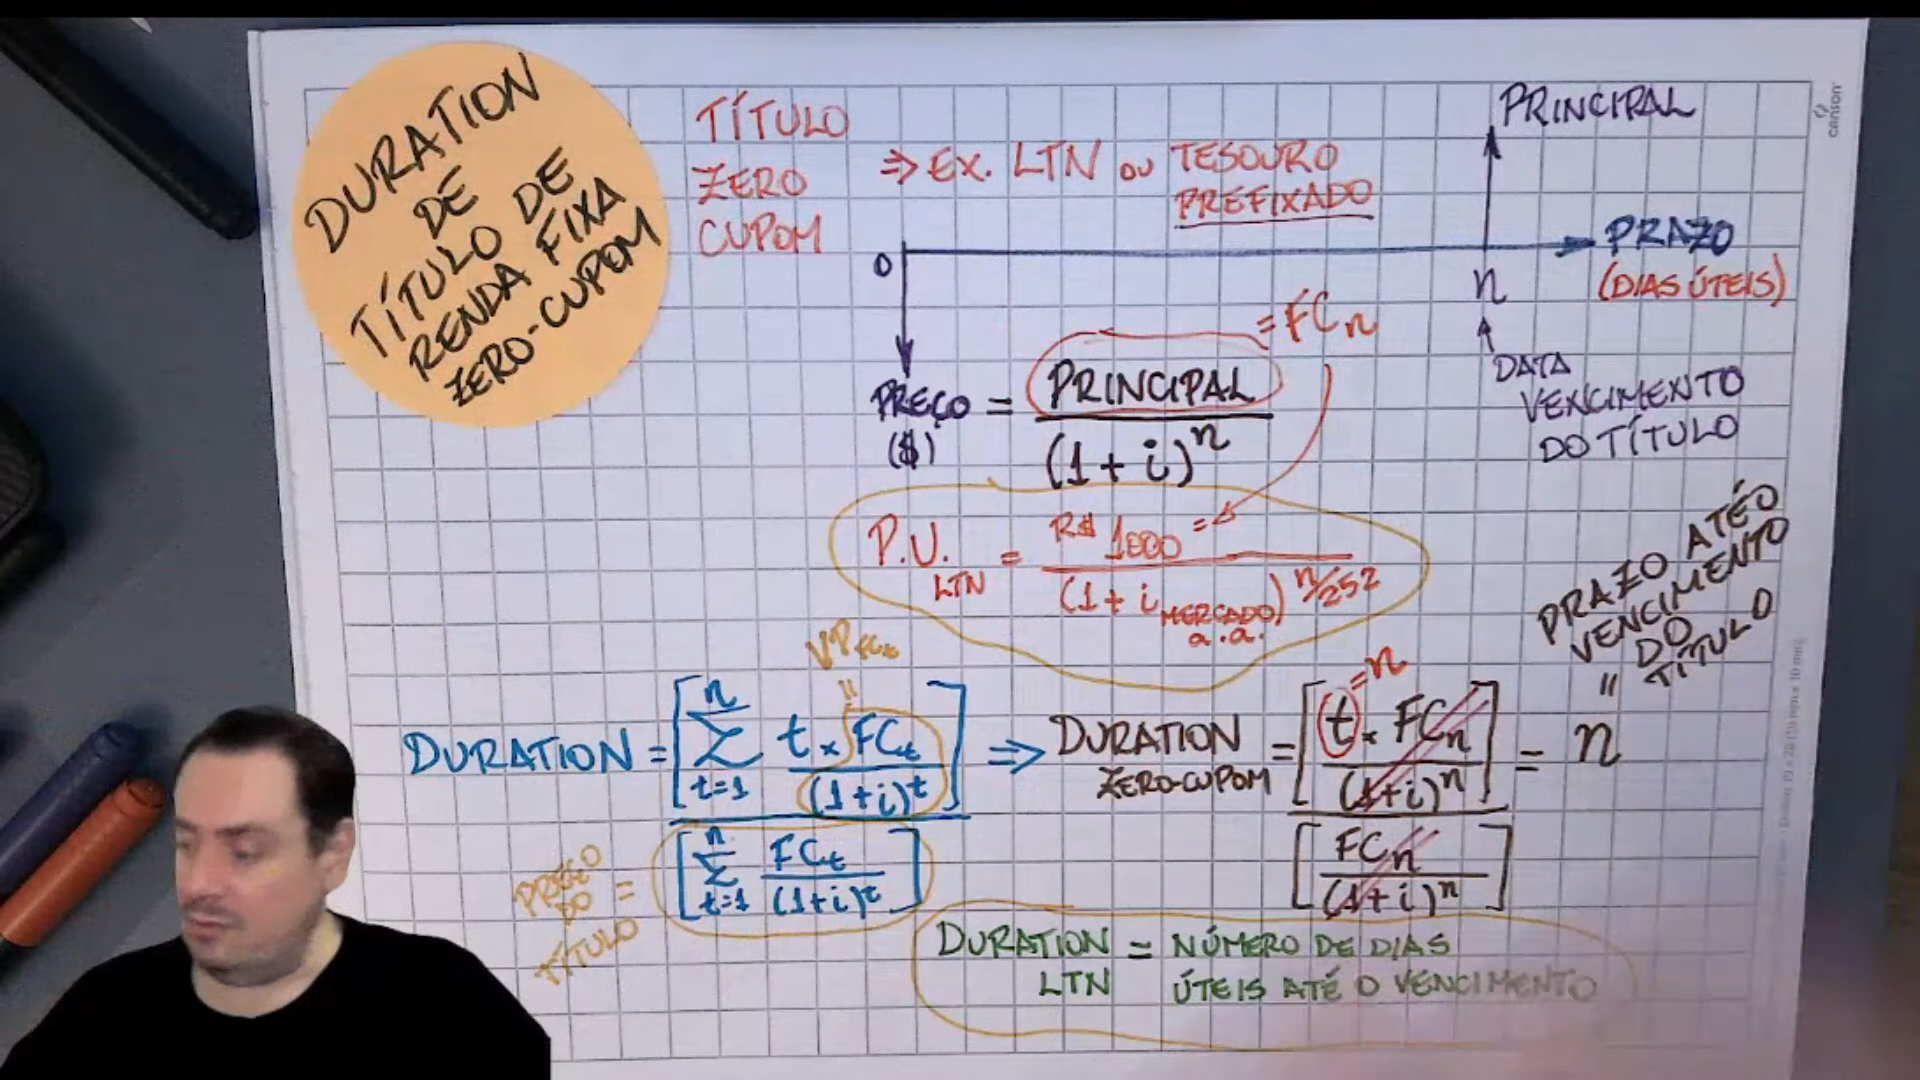 DURATION
DE
TÍTULO DE
RENDA FIXA
ZERO-CUPOM
TÍTULO
ZERO
CUPOM
⇒ EX. LTN OU TESOURO
PREFIXADO
PRINCIPAL
0
n
PRAZO
(DIAS ÚTEIS)
DATA
VENCIMENTO
DO TÍTULO
PREÇO = PRINCIPAL
= FCn
($)
(1 + i)^n
P.U. LTN = R$ 1000 =
(1 + i MERCADO a.a.)^n/252
PRAZO ATÉ O
VENCIMENTO
DO
TÍTULO
"
VP FCt
"
DURATION = [ n Σ t=1 t × FCt / (1+i)^t ]
[ n Σ t=1 FCt / (1+i)^t ]
PREÇO
DO =
TÍTULO
⇒ DURATION ZERO-CUPOM = [ t × FCn / (1+i)^n ] = n
= n
[ FCn / (1+i)^n ]
DURATION = NÚMERO DE DIAS
LTN ÚTEIS ATÉ O VENCIMENTO
canson